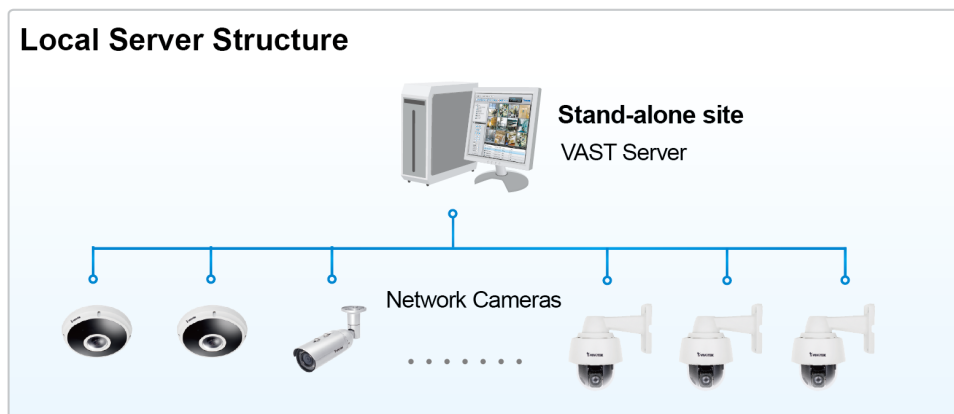 Local Server Structure
Stand-alone site
VAST Server
Network Cameras